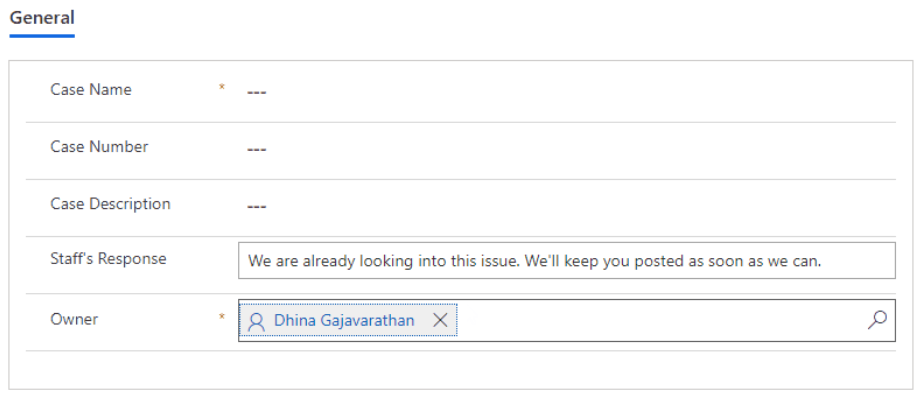 General
Case Name * ---
Case Number ---
Case Description ---
Staff's Response We are already looking into this issue. We'll keep you posted as soon as we can.
Owner * Dhina Gajavarathan